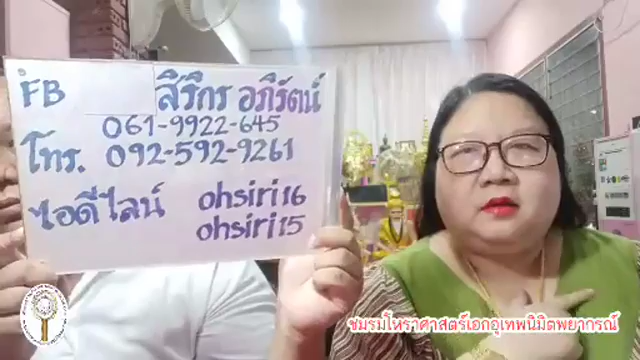 FB สิริกร อภิรัตน์
061-9922-645
โทร. 092-592-9261
ไอดีไลน์ ohsiri16
ohsiri15
ชมรมโหราศาสตร์เอกอุเทพนิมิตพยากรณ์